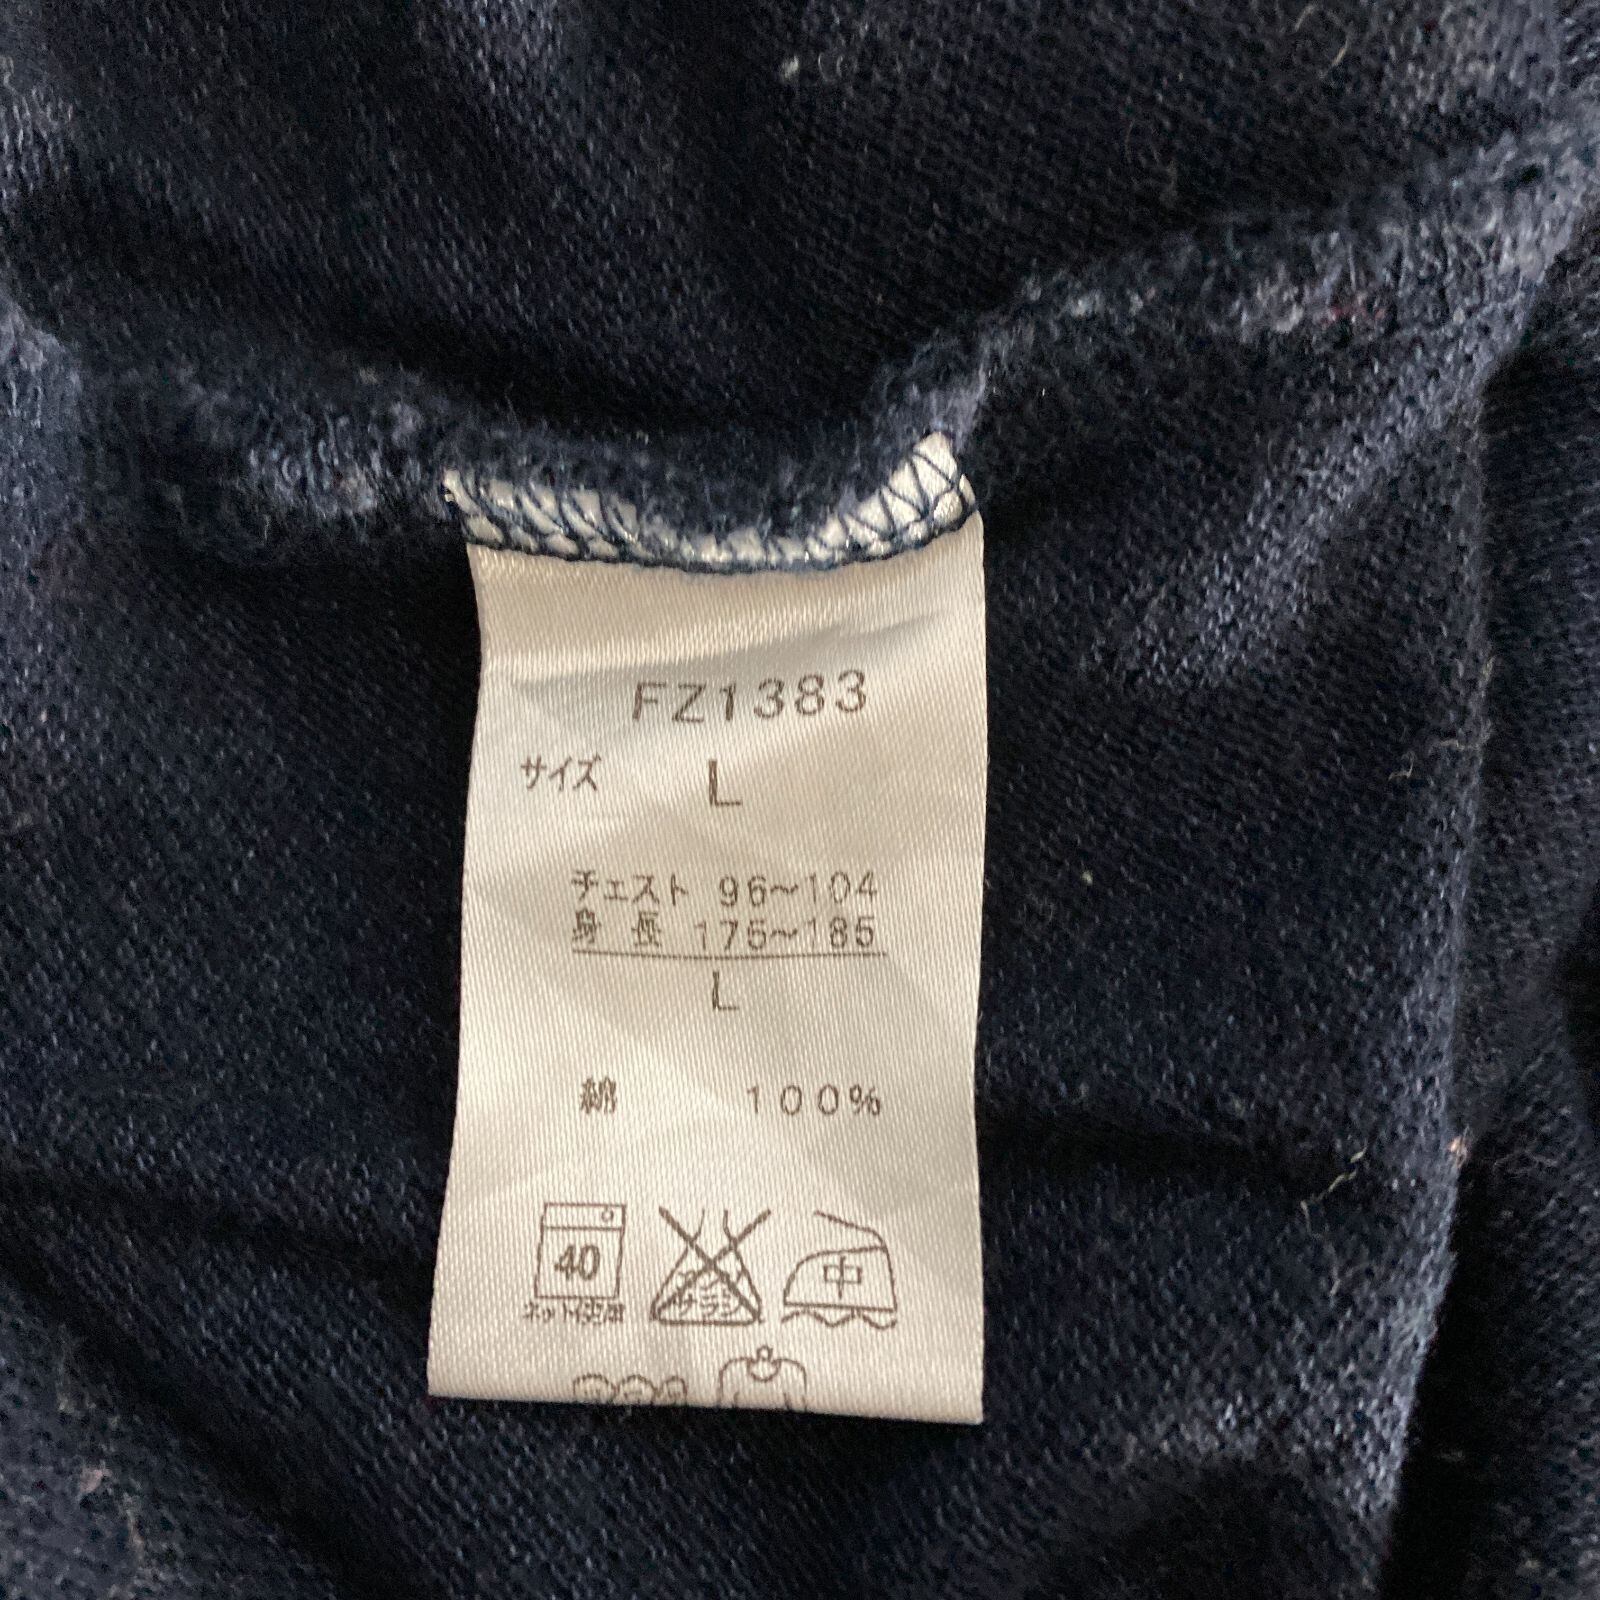 FZ1383
サイズ L
チェスト 96～104
身長 175～185
L
綿 100%
40 中
ネット使用